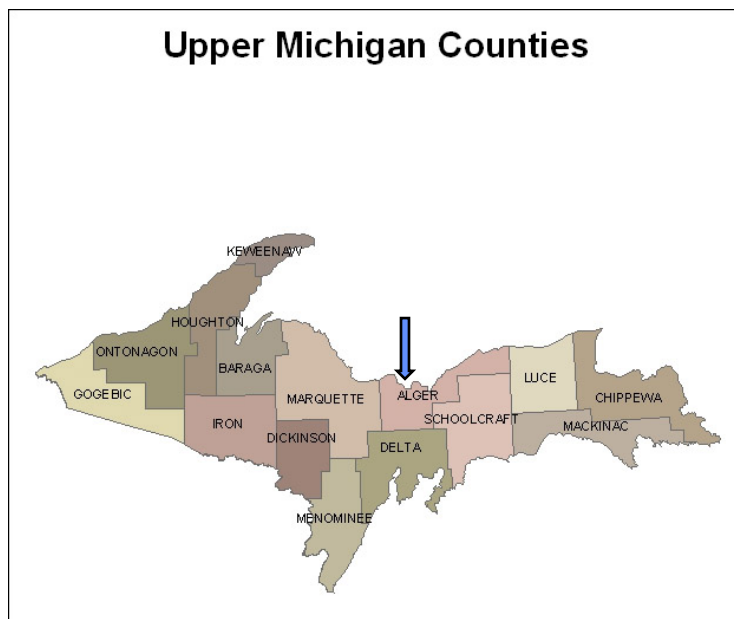 Upper Michigan Counties
KEWEENAW
HOUGHTON
ONTONAGON
BARAGA
GOGEBIC
MARQUETTE
ALGER
LUCE
CHIPPEWA
IRON
SCHOOLCRAFT
MACKINAC
DICKINSON
DELTA
MENOMINEE